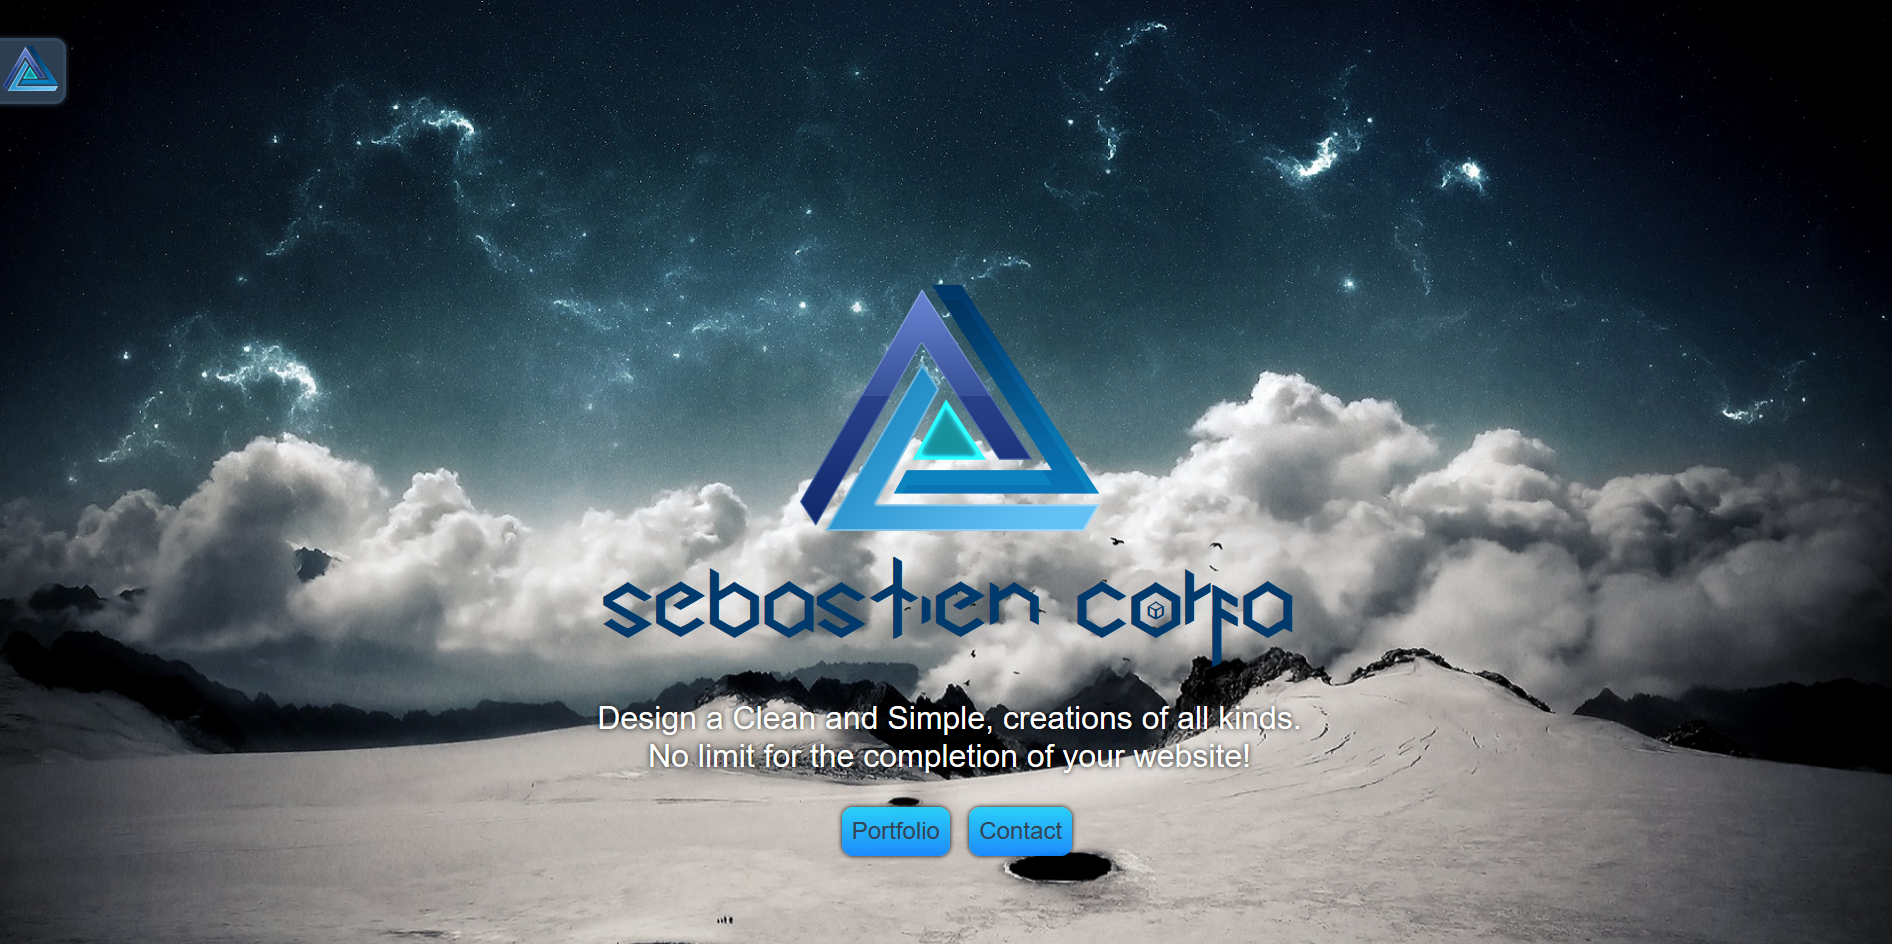 sebastien corfa
Design a Clean and Simple, creations of all kinds.
No limit for the completion of your website!
Portfolio Contact